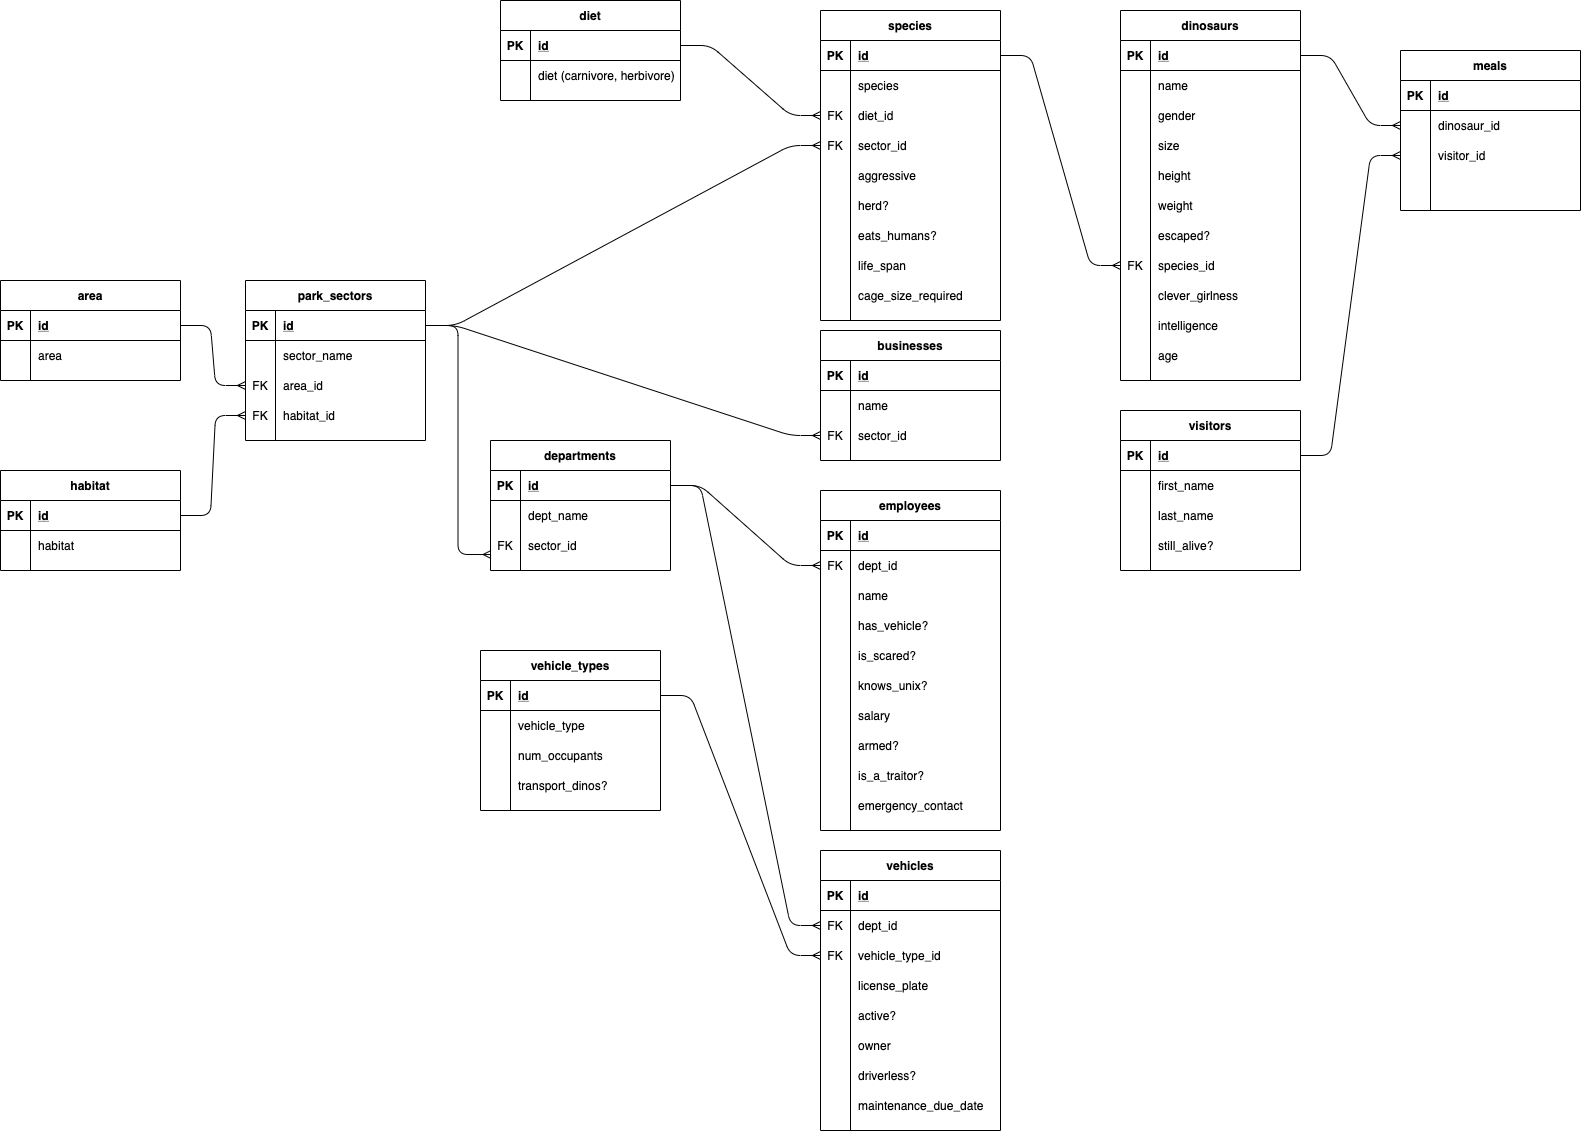 diet
PK id
diet (carnivore, herbivore)
species
PK id
species
FK diet_id
FK sector_id
aggressive
herd?
eats_humans?
life_span
cage_size_required
dinosaurs
PK id
name
gender
size
height
weight
escaped?
FK species_id
clever_girlness
intelligence
age
meals
PK id
dinosaur_id
visitor_id
area
PK id
area
park_sectors
PK id
sector_name
FK area_id
FK habitat_id
businesses
PK id
name
FK sector_id
visitors
PK id
first_name
last_name
still_alive?
habitat
PK id
habitat
departments
PK id
dept_name
FK sector_id
employees
PK id
FK dept_id
name
has_vehicle?
is_scared?
knows_unix?
salary
armed?
is_a_traitor?
emergency_contact
vehicle_types
PK id
vehicle_type
num_occupants
transport_dinos?
vehicles
PK id
FK dept_id
FK vehicle_type_id
license_plate
active?
owner
driverless?
maintenance_due_date